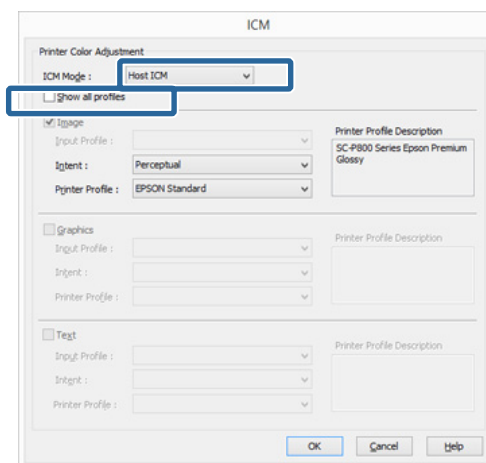 ICM
Printer Color Adjustment
ICM Mode : Host ICM
Show all profiles
Image
Input Profile :
Intent : Perceptual
Printer Profile : EPSON Standard
Printer Profile Description
SC-P800 Series Epson Premium
Glossy
Graphics
Input Profile :
Intent :
Printer Profile :
Printer Profile Description
Text
Input Profile :
Intent :
Printer Profile :
Printer Profile Description
OK Cancel Help